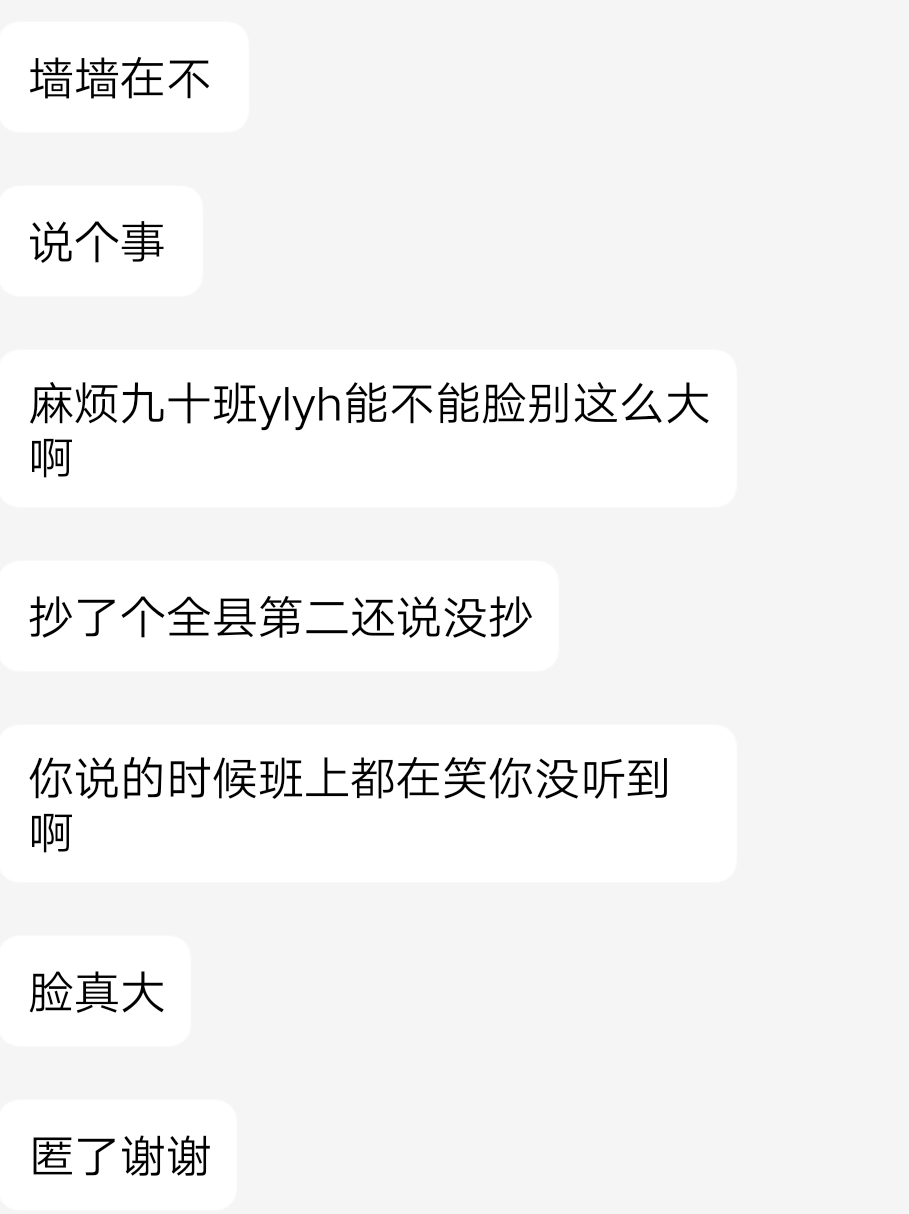 墙墙在不
说个事
麻烦九十班ylyh能不能脸别这么大
啊
抄了个全县第二还说没抄
你说的时候班上都在笑你没听到
啊
脸真大
匿了谢谢